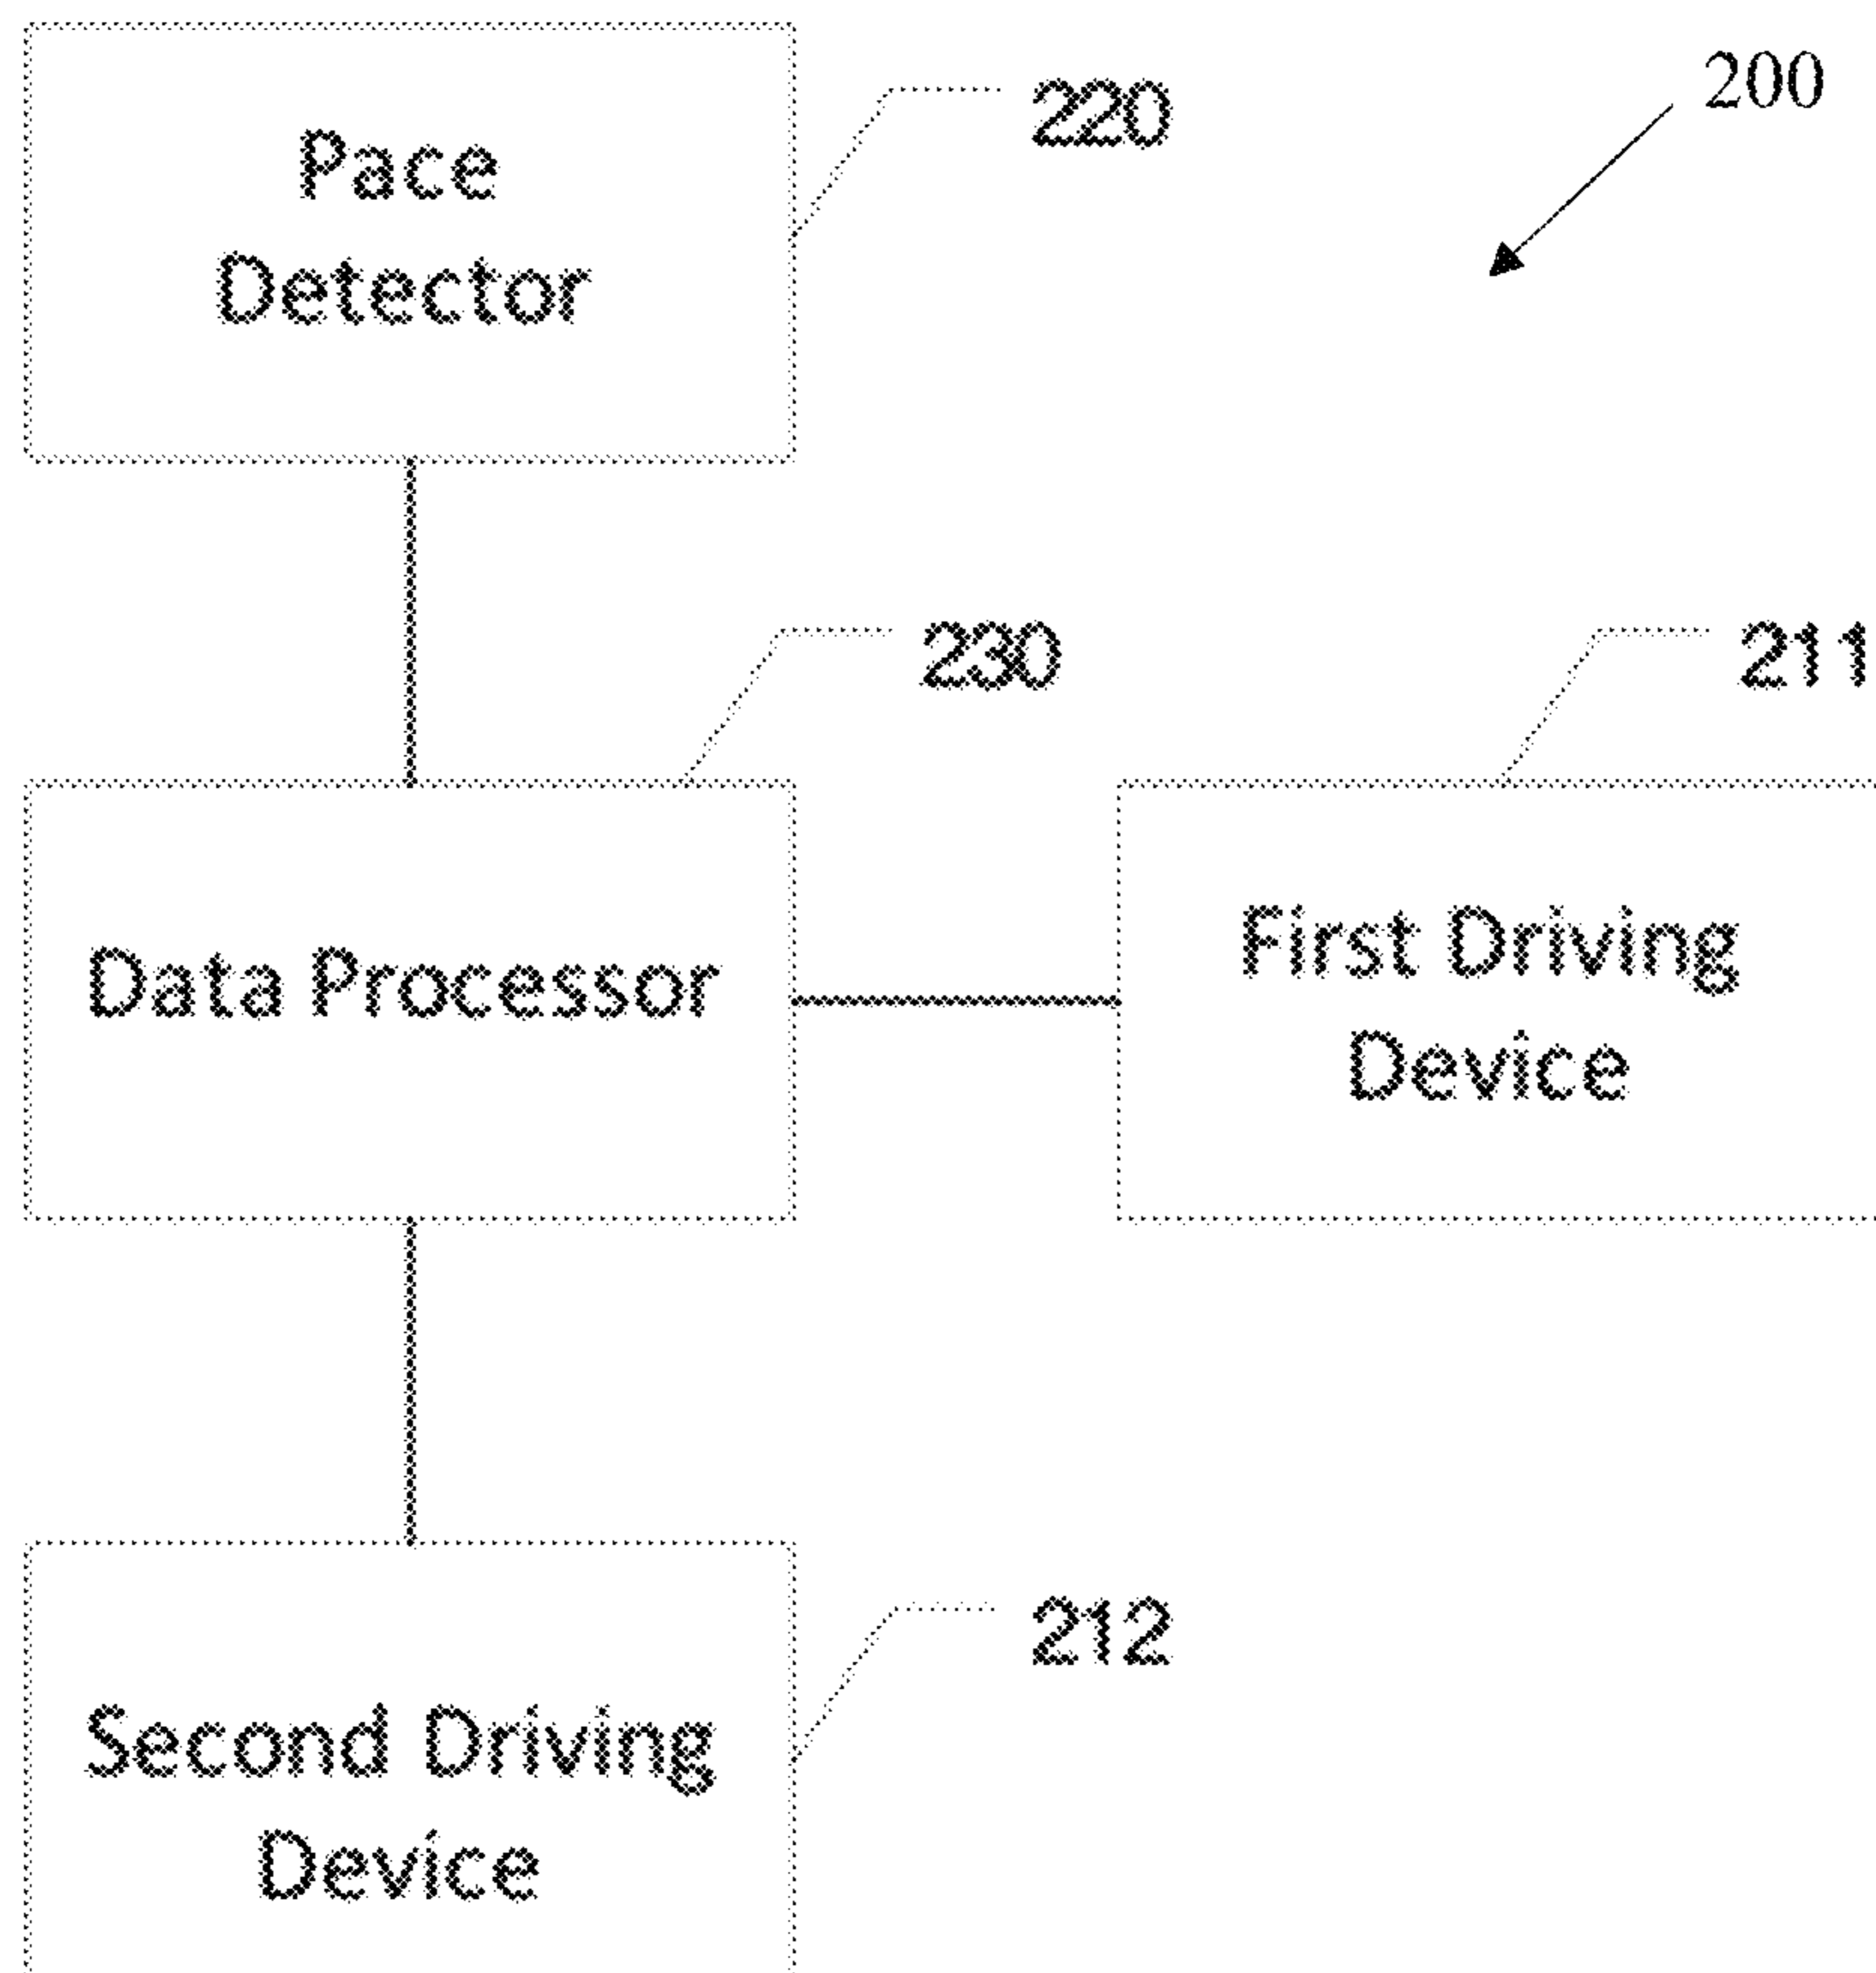 200
220
Pace
Detector
230
211
Data Processor
First Driving
Device
212
Second Driving
Device